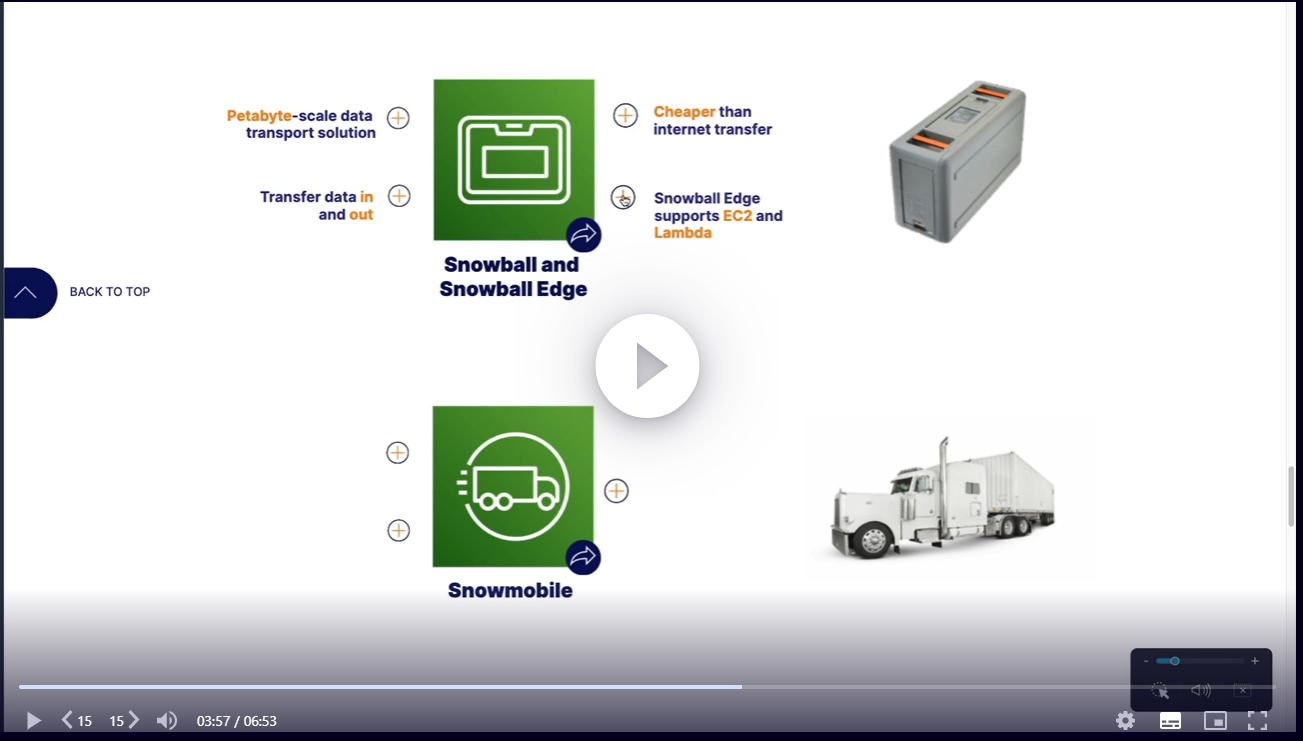 Petabyte-scale data
transport solution
Cheaper than
internet transfer
Transfer data in
and out
Snowball Edge
supports EC2 and
Lambda
Snowball and
Snowball Edge
BACK TO TOP
Snowmobile
15 15 03:57 / 06:53